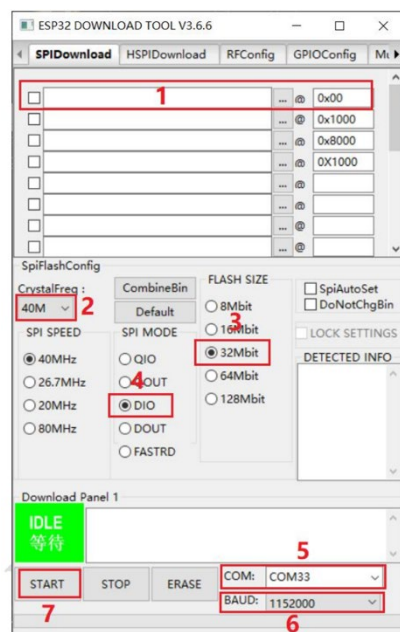 ESP32 DOWNLOAD TOOL V3.6.6
SPIDownload HSPIDownload RFConfig GPIOConfig
1
... @ 0x00
... @ 0x1000
... @ 0x8000
... @ 0X1000
... @
... @
... @
... @
SpiFlashConfig
CrystalFreq :
40M
2
CombineBin
Default
SPI SPEED
40MHz
26.7MHz
20MHz
80MHz
SPI MODE
QIO
4
DIO
DOUT
FASTRD
FLASH SIZE
8Mbit
3
16Mbit
32Mbit
64Mbit
128Mbit
SpiAutoSet
DoNotChgBin
LOCK SETTINGS
DETECTED INFO
Download Panel 1
IDLE
等待
START STOP ERASE
7
5
COM: COM33
BAUD: 1152000
6